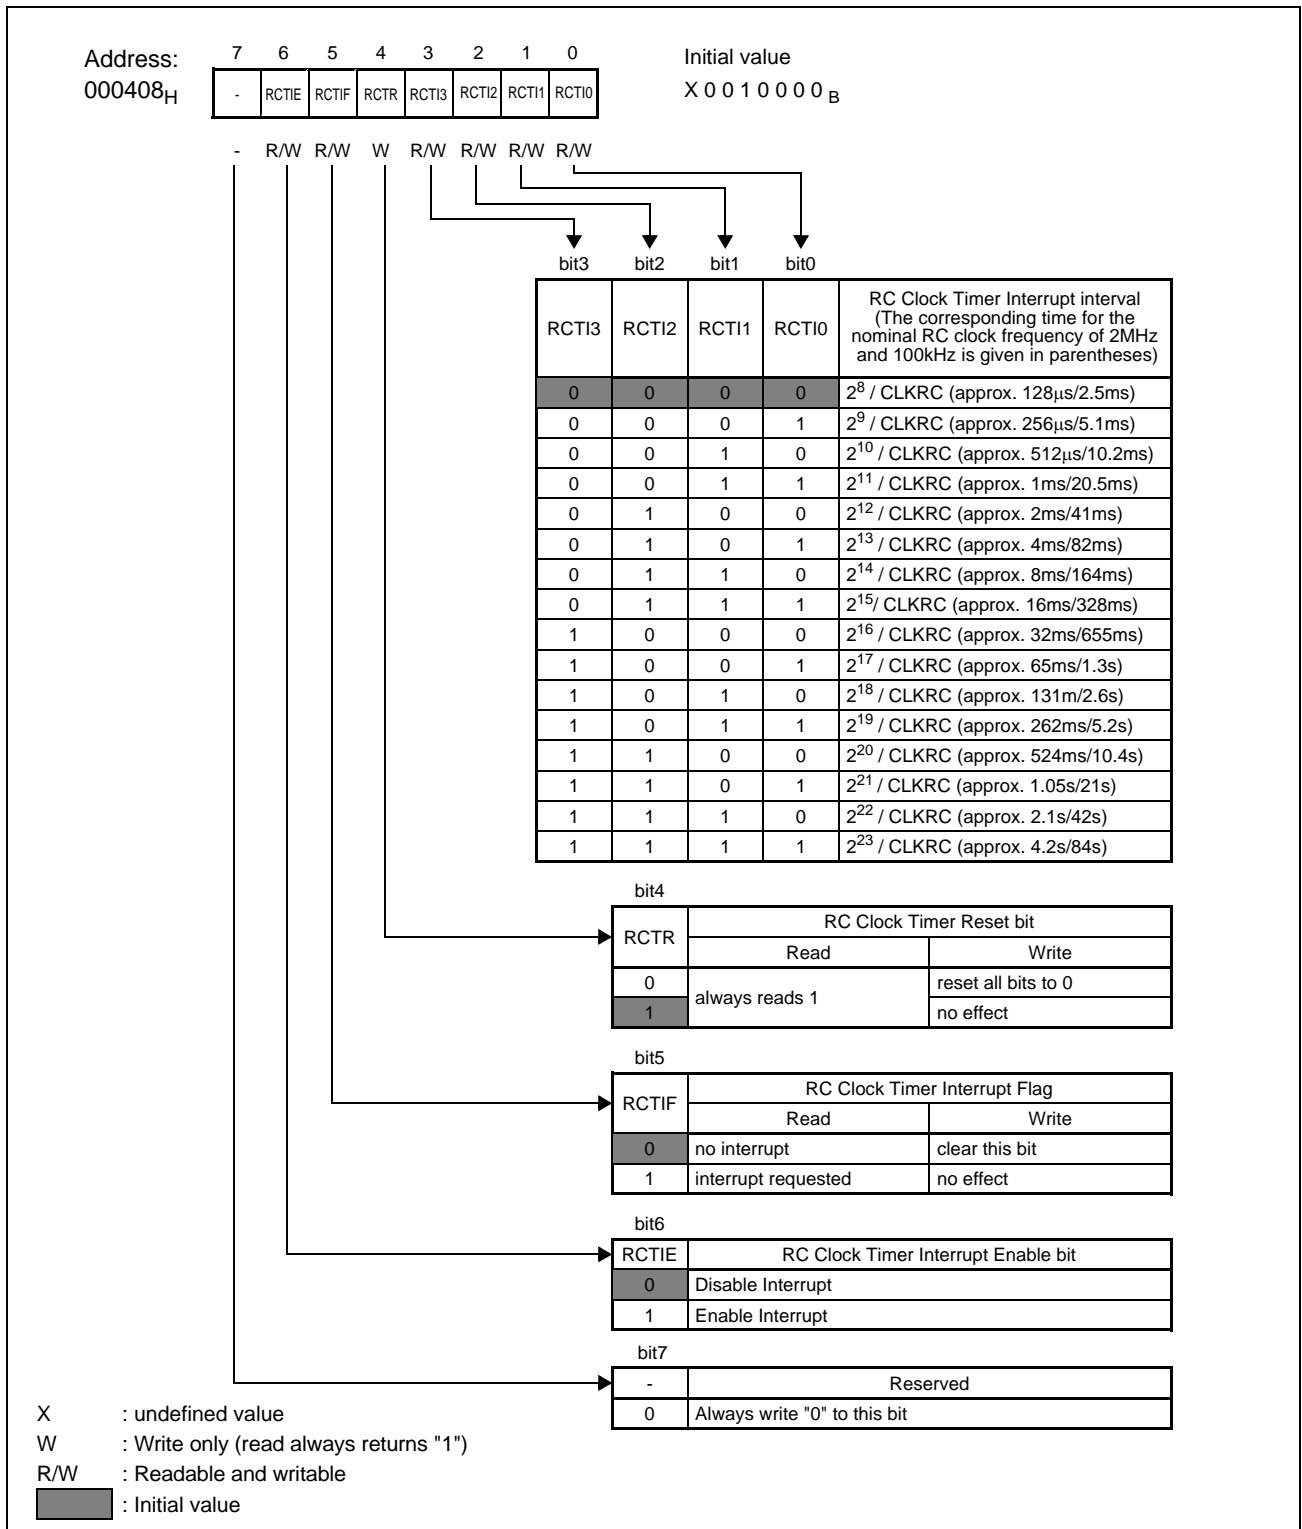 Address: 7 6 5 4 3 2 1 0 Initial value
000408H - RCTIE RCTIF RCTR RCTI3 RCTI2 RCTI1 RCTI0 X 0 0 1 0 0 0 0 B
- R/W R/W W R/W R/W R/W R/W
bit3 bit2 bit1 bit0
RCTI3 RCTI2 RCTI1 RCTI0 RC Clock Timer Interrupt interval
(The corresponding time for the
nominal RC clock frequency of 2MHz
and 100kHz is given in parentheses)
0 0 0 0 2^8 / CLKRC (approx. 128µs/2.5ms)
0 0 0 1 2^9 / CLKRC (approx. 256µs/5.1ms)
0 0 1 0 2^10 / CLKRC (approx. 512µs/10.2ms)
0 0 1 1 2^11 / CLKRC (approx. 1ms/20.5ms)
0 1 0 0 2^12 / CLKRC (approx. 2ms/41ms)
0 1 0 1 2^13 / CLKRC (approx. 4ms/82ms)
0 1 1 0 2^14 / CLKRC (approx. 8ms/164ms)
0 1 1 1 2^15/ CLKRC (approx. 16ms/328ms)
1 0 0 0 2^16 / CLKRC (approx. 32ms/655ms)
1 0 0 1 2^17 / CLKRC (approx. 65ms/1.3s)
1 0 1 0 2^18 / CLKRC (approx. 131m/2.6s)
1 0 1 1 2^19 / CLKRC (approx. 262ms/5.2s)
1 1 0 0 2^20 / CLKRC (approx. 524ms/10.4s)
1 1 0 1 2^21 / CLKRC (approx. 1.05s/21s)
1 1 1 0 2^22 / CLKRC (approx. 2.1s/42s)
1 1 1 1 2^23 / CLKRC (approx. 4.2s/84s)
bit4
RCTR RC Clock Timer Reset bit
Read Write
0 always reads 1 reset all bits to 0
1 no effect
bit5
RCTIF RC Clock Timer Interrupt Flag
Read Write
0 no interrupt clear this bit
1 interrupt requested no effect
bit6
RCTIE RC Clock Timer Interrupt Enable bit
0 Disable Interrupt
1 Enable Interrupt
bit7
- Reserved
0 Always write "0" to this bit
X : undefined value
W : Write only (read always returns "1")
R/W : Readable and writable
: Initial value